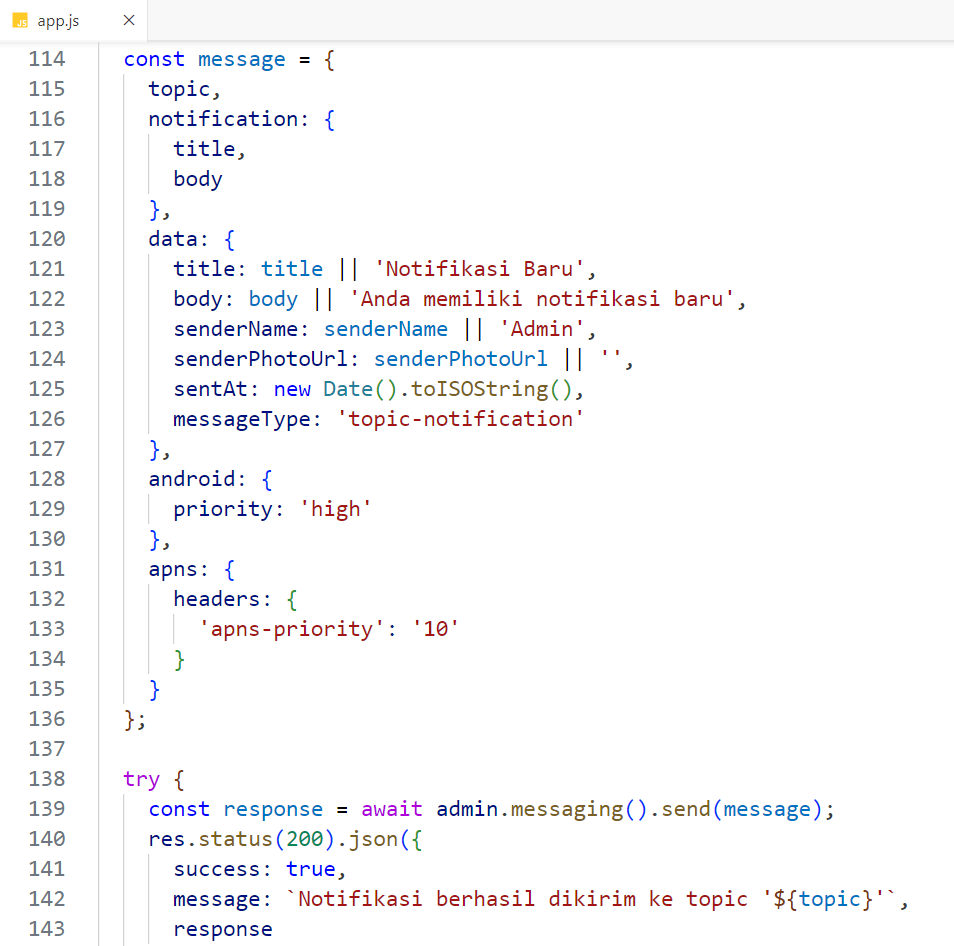 JS app.js ×
114 const message = {
115 topic,
116 notification: {
117 title,
118 body
119 },
120 data: {
121 title: title || 'Notifikasi Baru',
122 body: body || 'Anda memiliki notifikasi baru',
123 senderName: senderName || 'Admin',
124 senderPhotoUrl: senderPhotoUrl || '',
125 sentAt: new Date().toISOString(),
126 messageType: 'topic-notification'
127 },
128 android: {
129 priority: 'high'
130 },
131 apns: {
132 headers: {
133 'apns-priority': '10'
134 }
135 }
136 };
137
138 try {
139 const response = await admin.messaging().send(message);
140 res.status(200).json({
141 success: true,
142 message: `Notifikasi berhasil dikirim ke topic '${topic}'`,
143 response